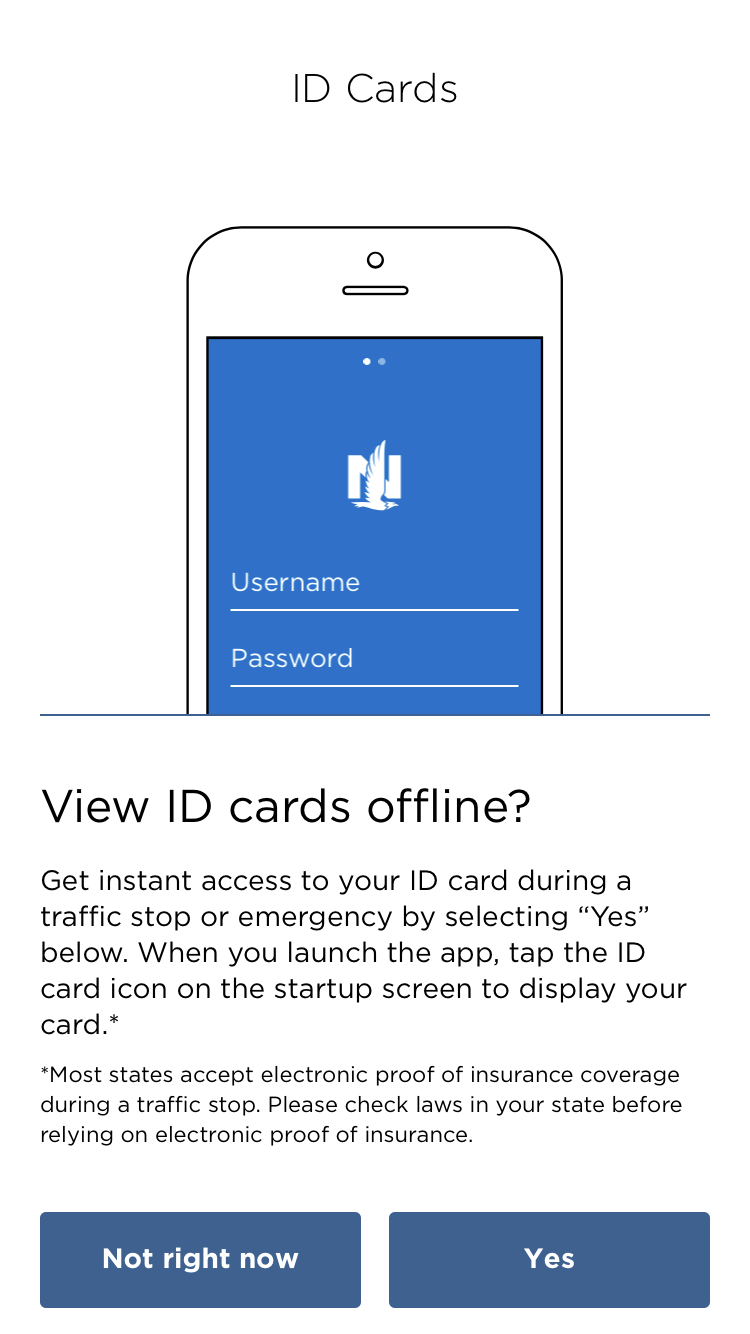 ID Cards
N
Username
Password
View ID cards offline?
Get instant access to your ID card during a
traffic stop or emergency by selecting “Yes”
below. When you launch the app, tap the ID
card icon on the startup screen to display your
card.*
*Most states accept electronic proof of insurance coverage
during a traffic stop. Please check laws in your state before
relying on electronic proof of insurance.
Not right now
Yes